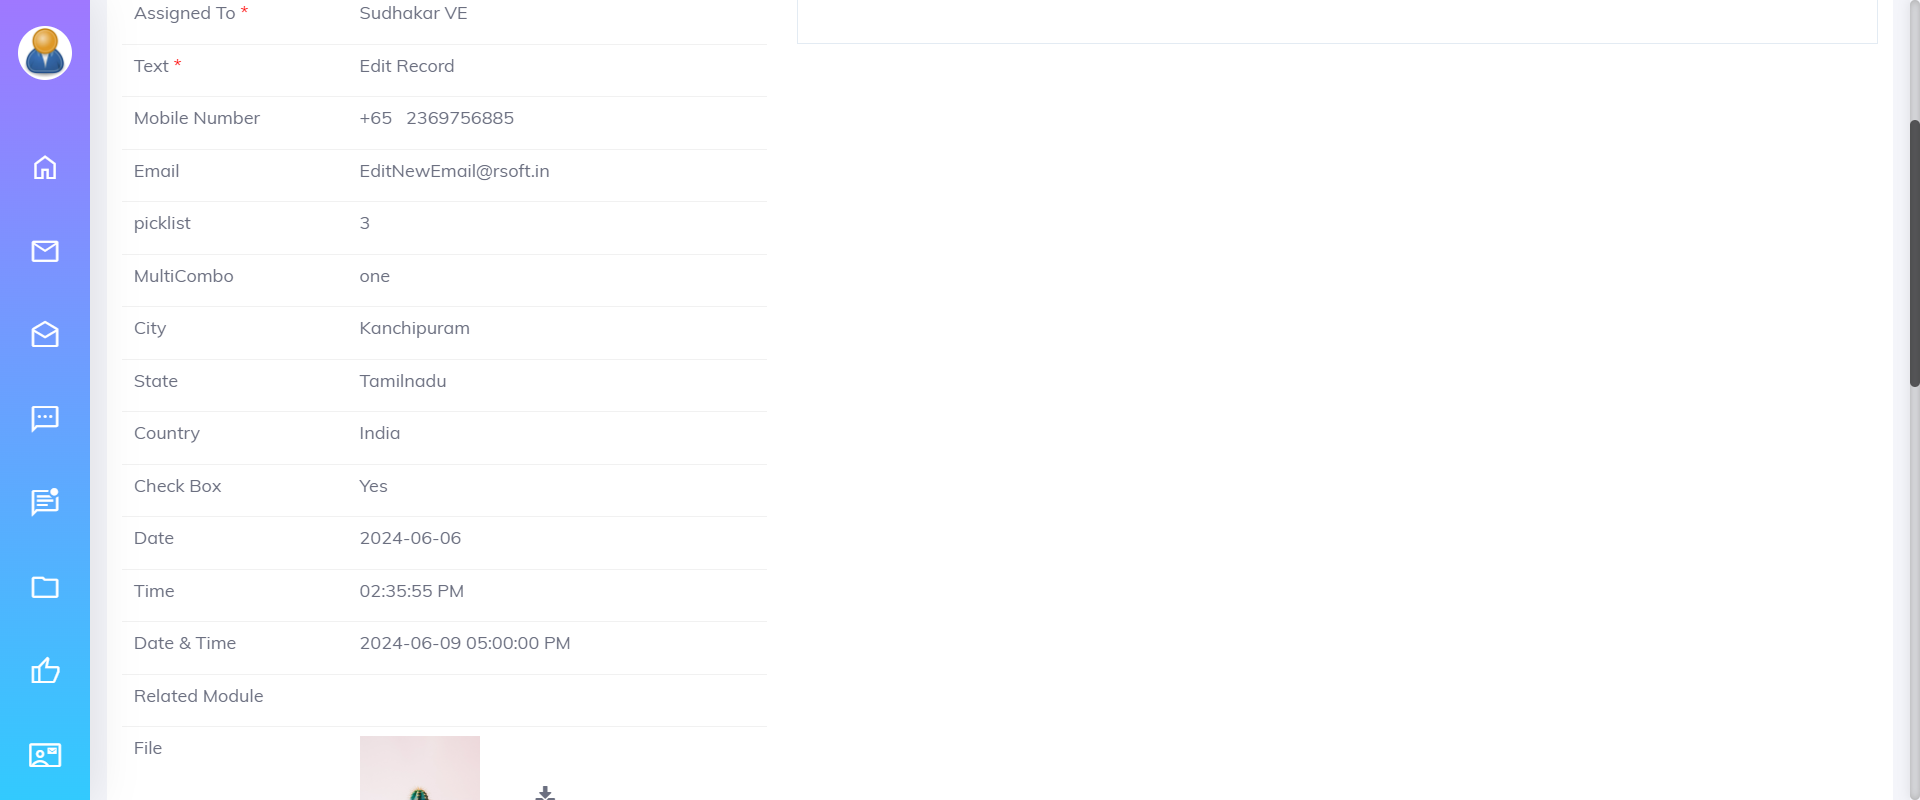 Assigned To * Sudhakar VE
Text * Edit Record
Mobile Number +65 2369756885
Email EditNewEmail@rsoft.in
picklist 3
MultiCombo one
City Kanchipuram
State Tamilnadu
Country India
Check Box Yes
Date 2024-06-06
Time 02:35:55 PM
Date & Time 2024-06-09 05:00:00 PM
Related Module
File